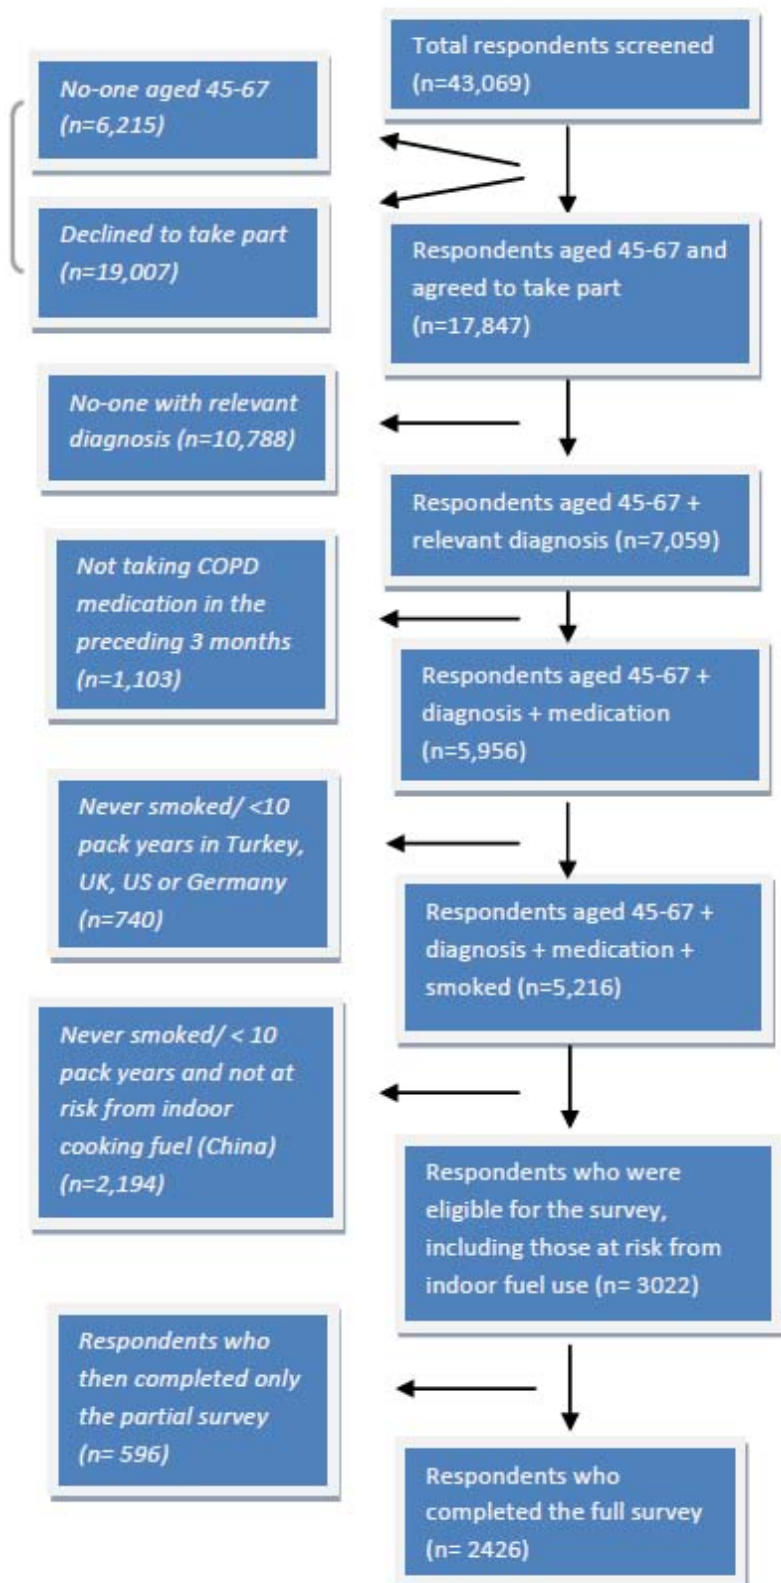 Total respondents screened
(n=43,069)
No-one aged 45-67
(n=6,215)
Declined to take part
(n=19,007)
Respondents aged 45-67 and
agreed to take part
(n=17,847)
No-one with relevant
diagnosis (n=10,788)
Respondents aged 45-67 +
relevant diagnosis (n=7,059)
Not taking COPD
medication in the
preceding 3 months
(n=1,103)
Respondents aged 45-67 +
diagnosis + medication
(n=5,956)
Never smoked/ <10
pack years in Turkey,
UK, US or Germany
(n=740)
Respondents aged 45-67 +
diagnosis + medication +
smoked (n=5,216)
Never smoked/ < 10
pack years and not at
risk from indoor
cooking fuel (China)
(n=2,194)
Respondents who were
eligible for the survey,
including those at risk from
indoor fuel use (n= 3022)
Respondents who
then completed only
the partial survey
(n= 596)
Respondents who
completed the full survey
(n= 2426)